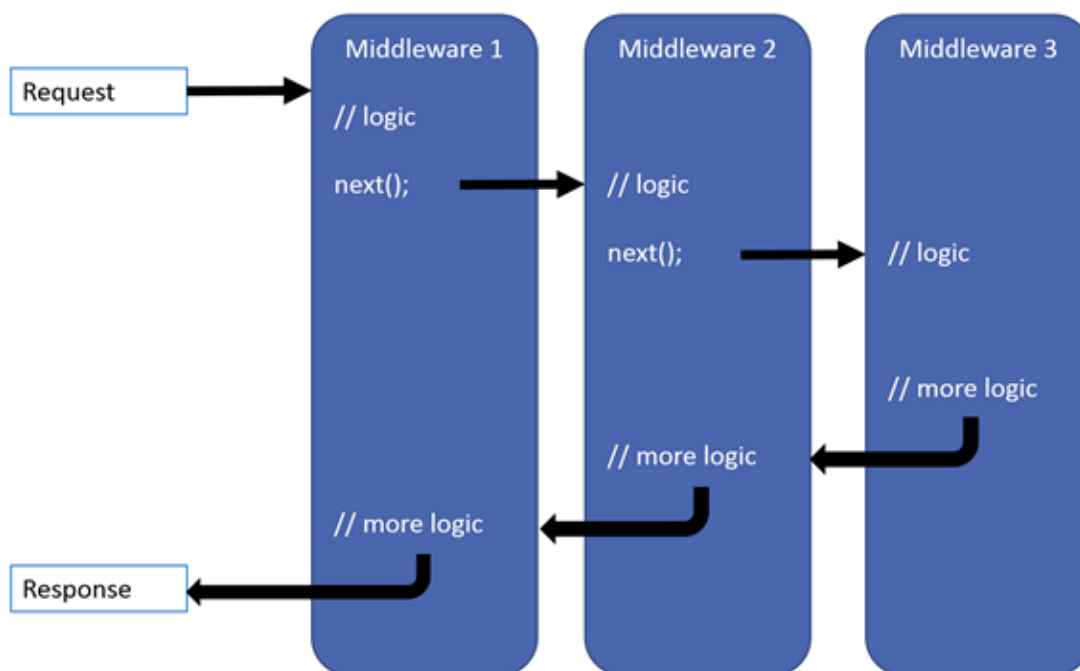 Middleware 1
Middleware 2
Middleware 3
Request
// logic
next();
// logic
next();
// logic
// more logic
// more logic
// more logic
Response